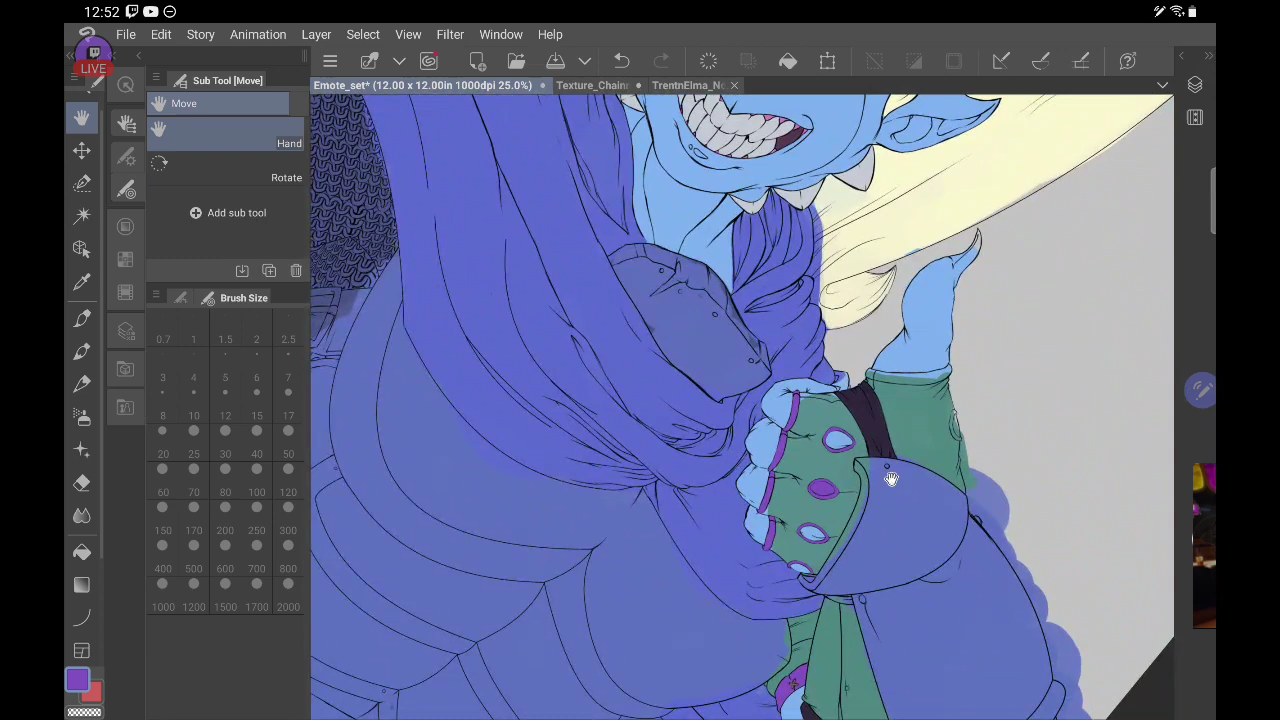 12:52
LIVE
File Edit Story Animation Layer Select View Filter Window Help
Sub Tool [Move]
Emote_set* (12.00 x 12.00in 1000dpi 25.0%) Texture_Chain TrentnElma_No
Move
Hand
Rotate
Add sub tool
Brush Size
0.7 1 1.5 2 2.5
3 4 5 6 7
8 10 12 15 17
20 25 30 40 50
60 70 80 100 120
150 170 200 250 300
400 500 600 700 800
1000 1200 1500 1700 2000